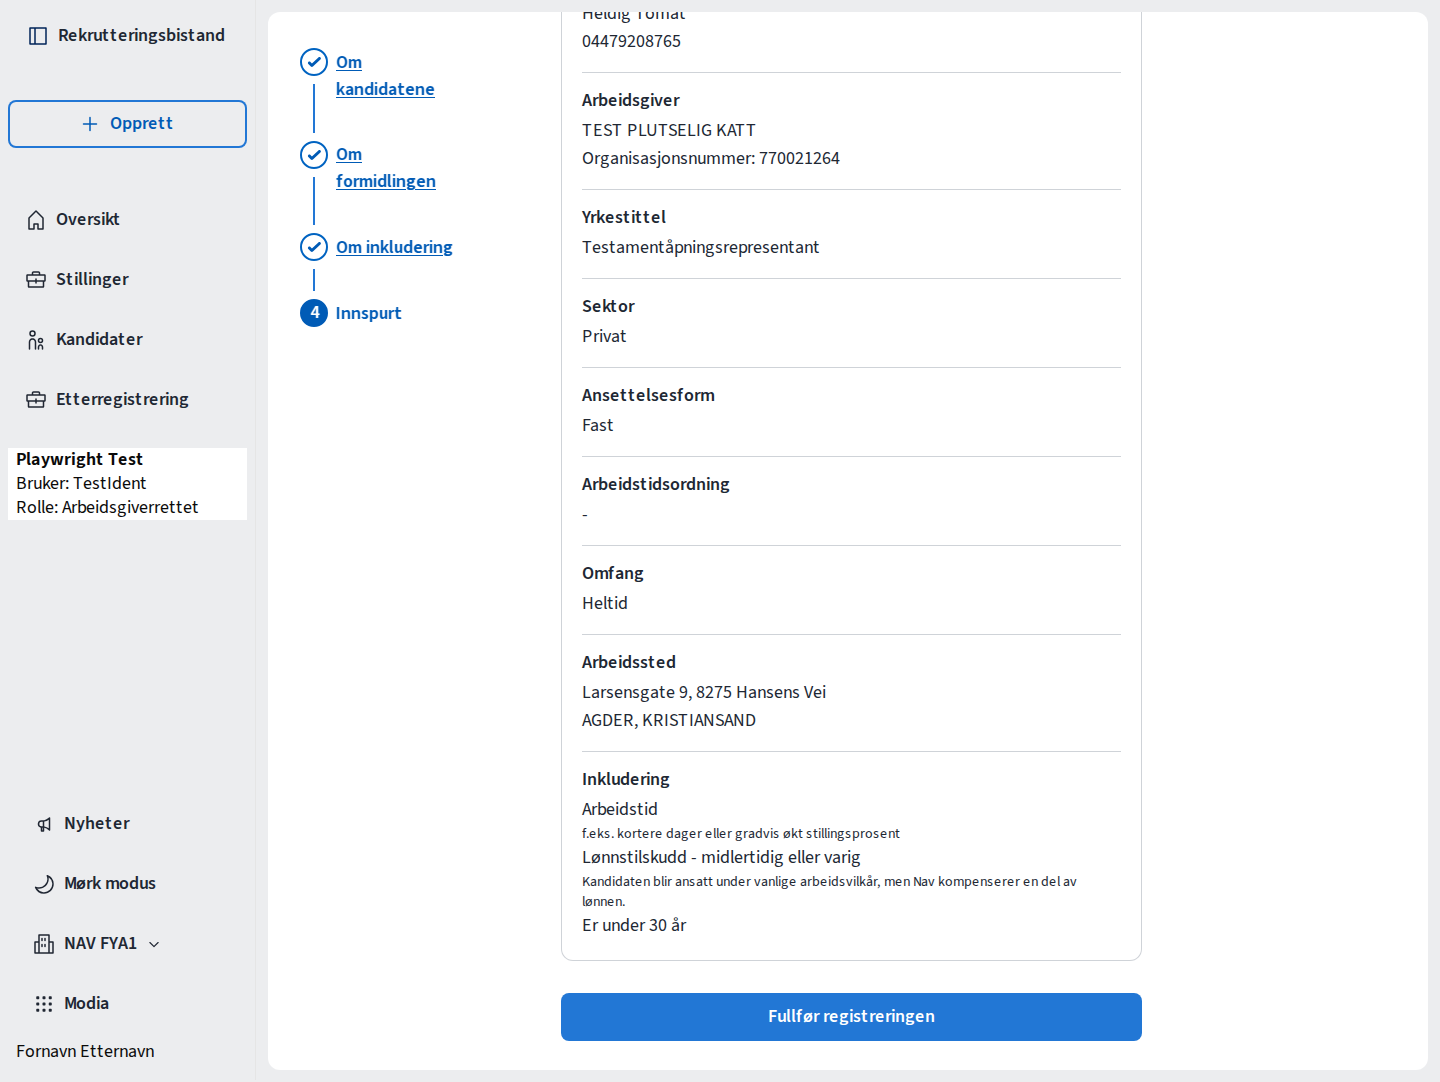 Rekrutteringsbistand
Opprett
Oversikt
Stillinger
Kandidater
Etterregistrering
Playwright Test
Bruker: TestIdent
Rolle: Arbeidsgiverrettet
Nyheter
Mørk modus
NAV FYA1
Modia
Fornavn Etternavn
Om
kandidatene
Om
formidlingen
Om inkludering
4 Innspurt
Heldig Tomat
04479208765
Arbeidsgiver
TEST PLUTSELIG KATT
Organisasjonsnummer: 770021264
Yrkestittel
Testamentåpningsrepresentant
Sektor
Privat
Ansettelsesform
Fast
Arbeidstidsordning
-
Omfang
Heltid
Arbeidssted
Larsensgate 9, 8275 Hansens Vei
AGDER, KRISTIANSAND
Inkludering
Arbeidstid
f.eks. kortere dager eller gradvis økt stillingsprosent
Lønnstilskudd - midlertidig eller varig
Kandidaten blir ansatt under vanlige arbeidsvilkår, men Nav kompenserer en del av
lønnen.
Er under 30 år
Fullfør registreringen